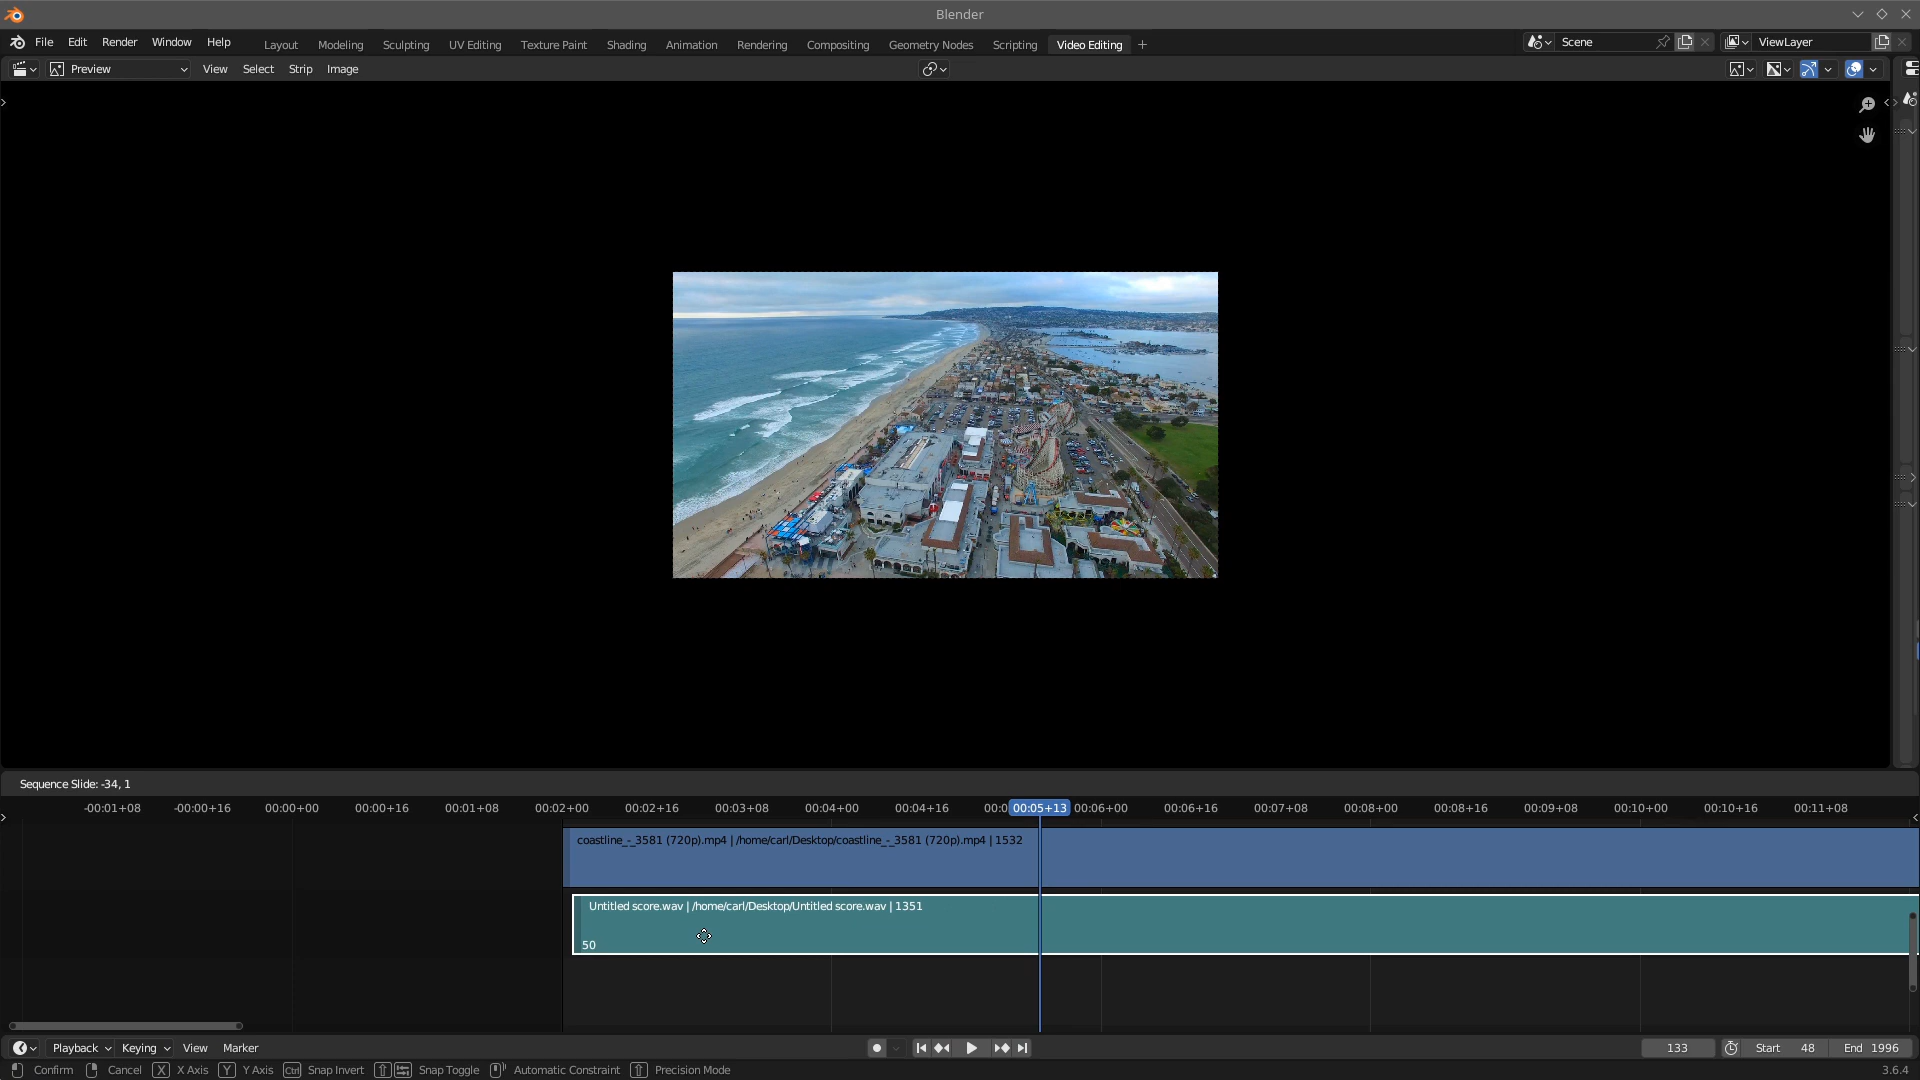 Blender
File Edit Render Window Help Layout Modeling Sculpting UV Editing Texture Paint Shading Animation Rendering Compositing Geometry Nodes Scripting Video Editing + Scene ViewLayer
Preview View Select Strip Image
Sequence Slide: -34, 1
-00:01+08 -00:00+16 00:00+00 00:00+16 00:01+08 00:02+00 00:02+16 00:03+08 00:04+00 00:04+16 00:0 00:05+13 00:06+00 00:06+16 00:07+08 00:08+00 00:08+16 00:09+08 00:10+00 00:10+16 00:11+08
coastline_-_3581 (720p).mp4 | /home/carl/Desktop/coastline_-_3581 (720p).mp4 | 1532
Untitled score.wav | /home/carl/Desktop/Untitled score.wav | 1351
50
Playback Keying View Marker 133 Start 48 End 1996
Confirm Cancel X X Axis Y Y Axis Ctrl Snap Invert Snap Toggle Automatic Constraint Precision Mode 3.6.4